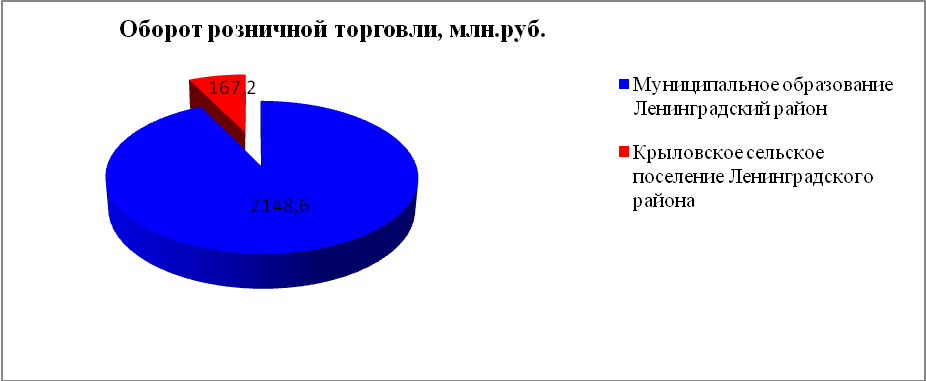 Оборот розничной торговли, млн.руб.
167,2
2148,6
Муниципальное образование
Ленинградский район
Крыловское сельское
поселение Ленинградского
района